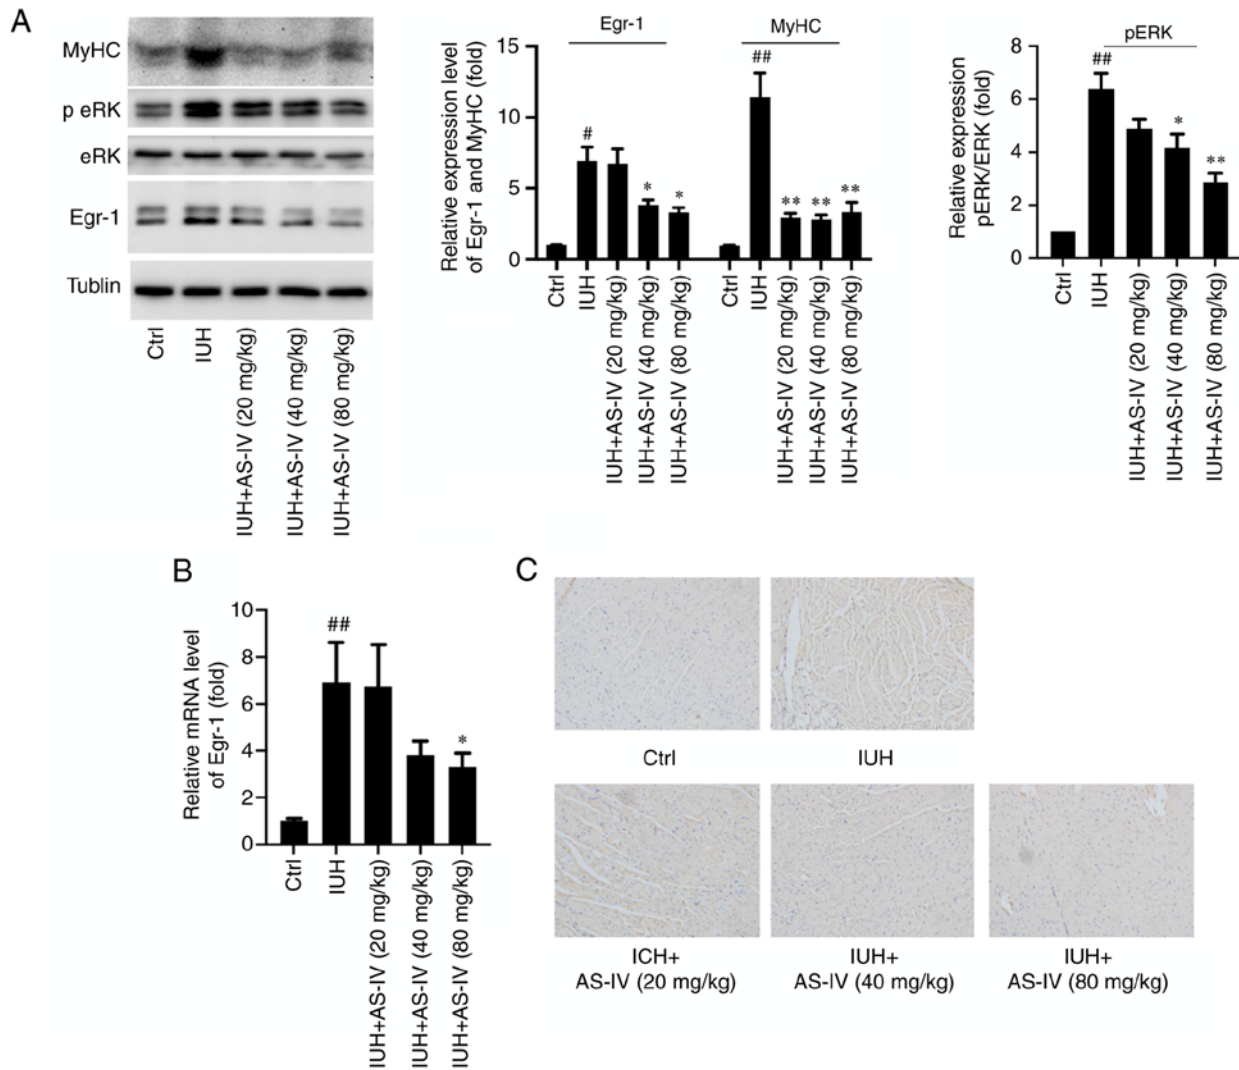 A
MyHC
p eRK
eRK
Egr-1
Tublin
Ctrl
IUH
IUH+AS-IV (20 mg/kg)
IUH+AS-IV (40 mg/kg)
IUH+AS-IV (80 mg/kg)
Relative expression level
of Egr-1 and MyHC (fold)
15
10
5
0
Egr-1
MyHC
#
*
*
##
**
**
**
Ctrl
IUH
IUH+AS-IV (20 mg/kg)
IUH+AS-IV (40 mg/kg)
IUH+AS-IV (80 mg/kg)
Ctrl
IUH
IUH+AS-IV (20 mg/kg)
IUH+AS-IV (40 mg/kg)
IUH+AS-IV (80 mg/kg)
Relative expression
pERK/ERK (fold)
8
6
4
2
0
pERK
##
*
**
Ctrl
IUH
IUH+AS-IV (20 mg/kg)
IUH+AS-IV (40 mg/kg)
IUH+AS-IV (80 mg/kg)
B
Relative mRNA level
of Egr-1 (fold)
10
8
6
4
2
0
##
*
Ctrl
IUH
IUH+AS-IV (20 mg/kg)
IUH+AS-IV (40 mg/kg)
IUH+AS-IV (80 mg/kg)
C
Ctrl
IUH
ICH+
AS-IV (20 mg/kg)
IUH+
AS-IV (40 mg/kg)
IUH+
AS-IV (80 mg/kg)